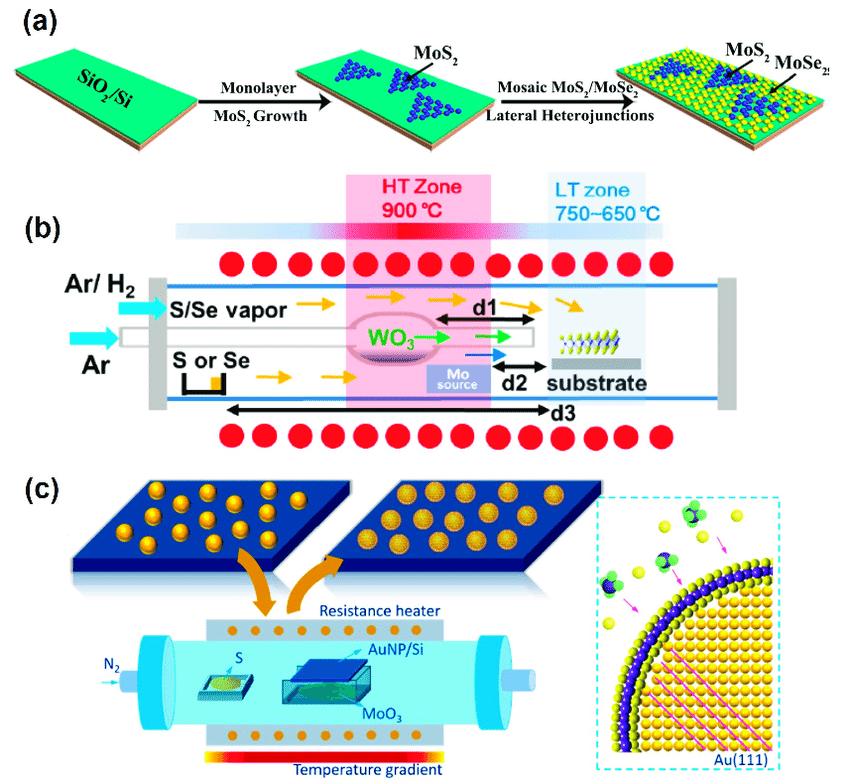 (a)
SiO2/Si
Monolayer
MoS2 Growth
MoS2
Mosaic MoS2/MoSe2
Lateral Heterojunctions
MoS2
MoSe2S
(b)
HT Zone
900 ℃
LT zone
750~650 ℃
Ar/ H2
S/Se vapor
d1
WO3
Ar
S or Se
Mo
source
d2
substrate
d3
(c)
Resistance heater
N2
S
AuNP/Si
MoO3
Temperature gradient
Au(111)